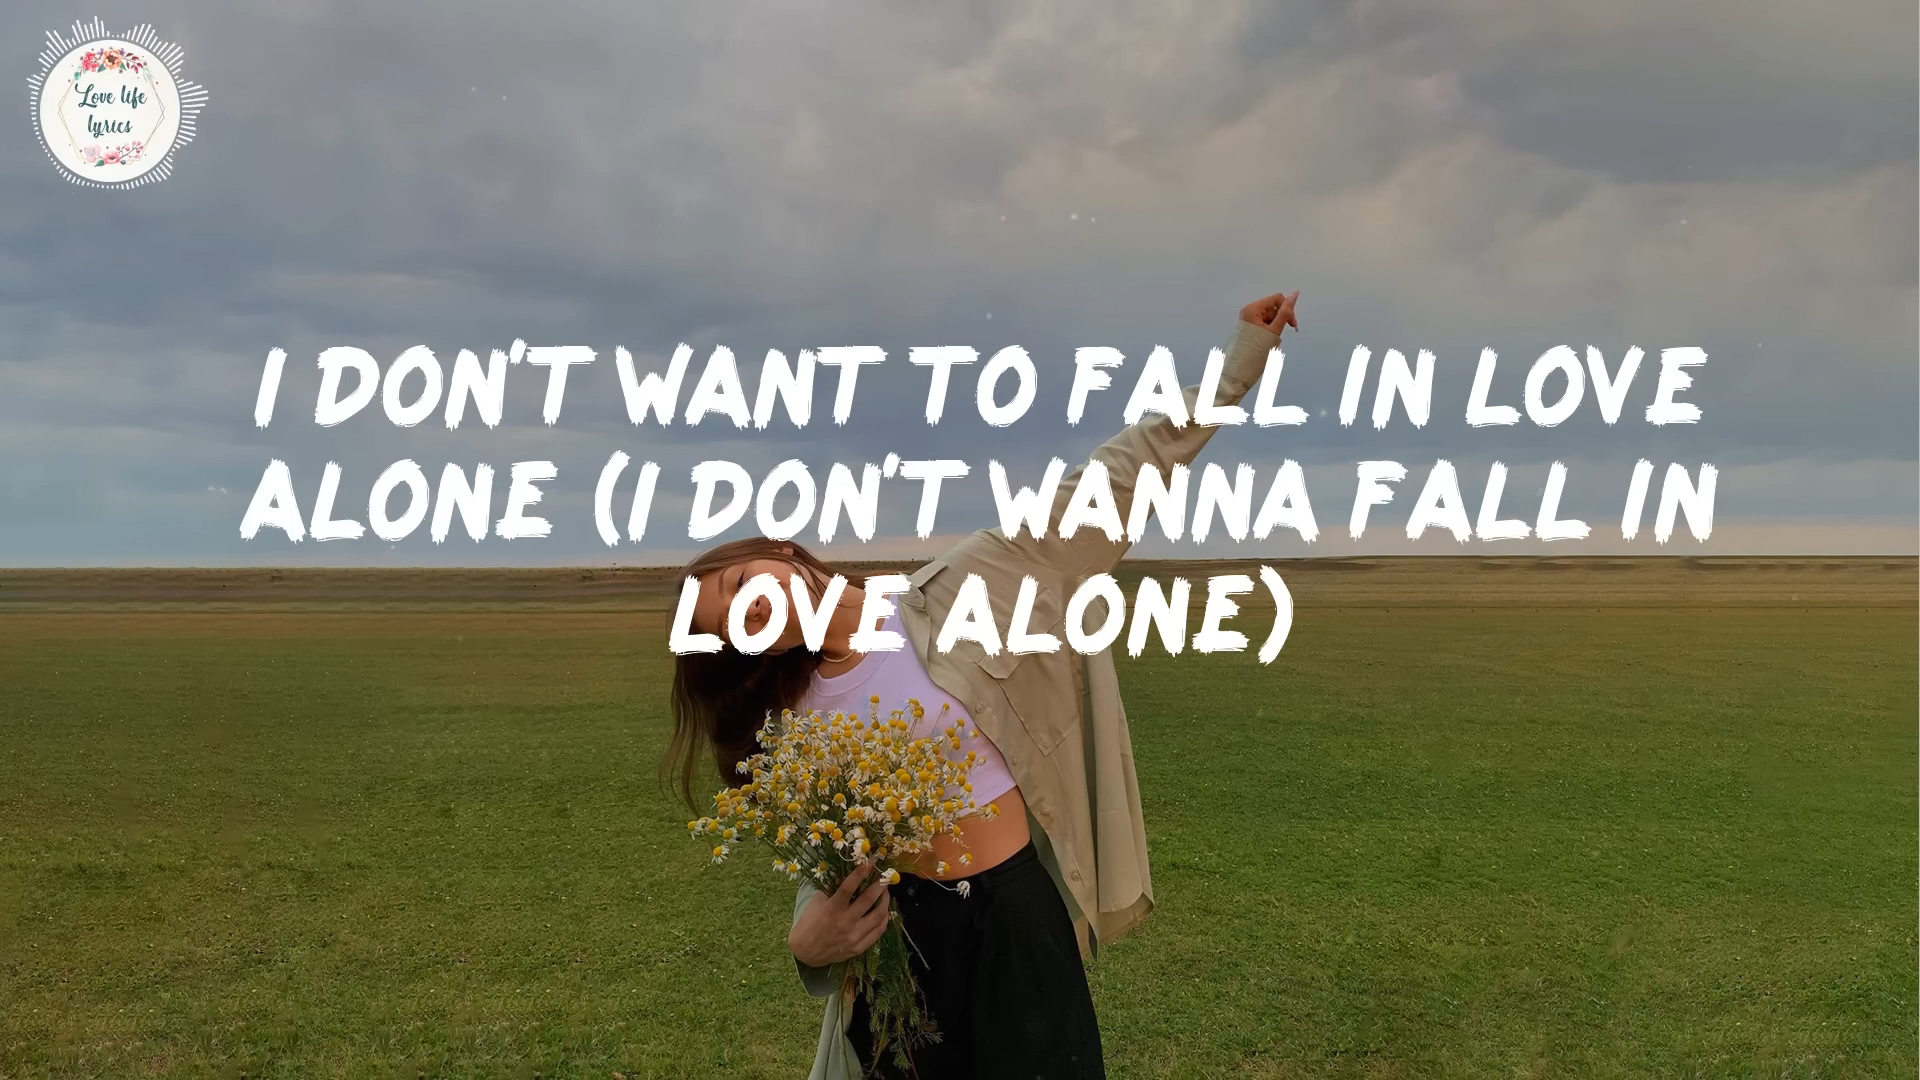 Love life
lyrics
I DON'T WANT TO FALL IN LOVE
ALONE (I DON'T WANNA FALL IN
LOVE ALONE)